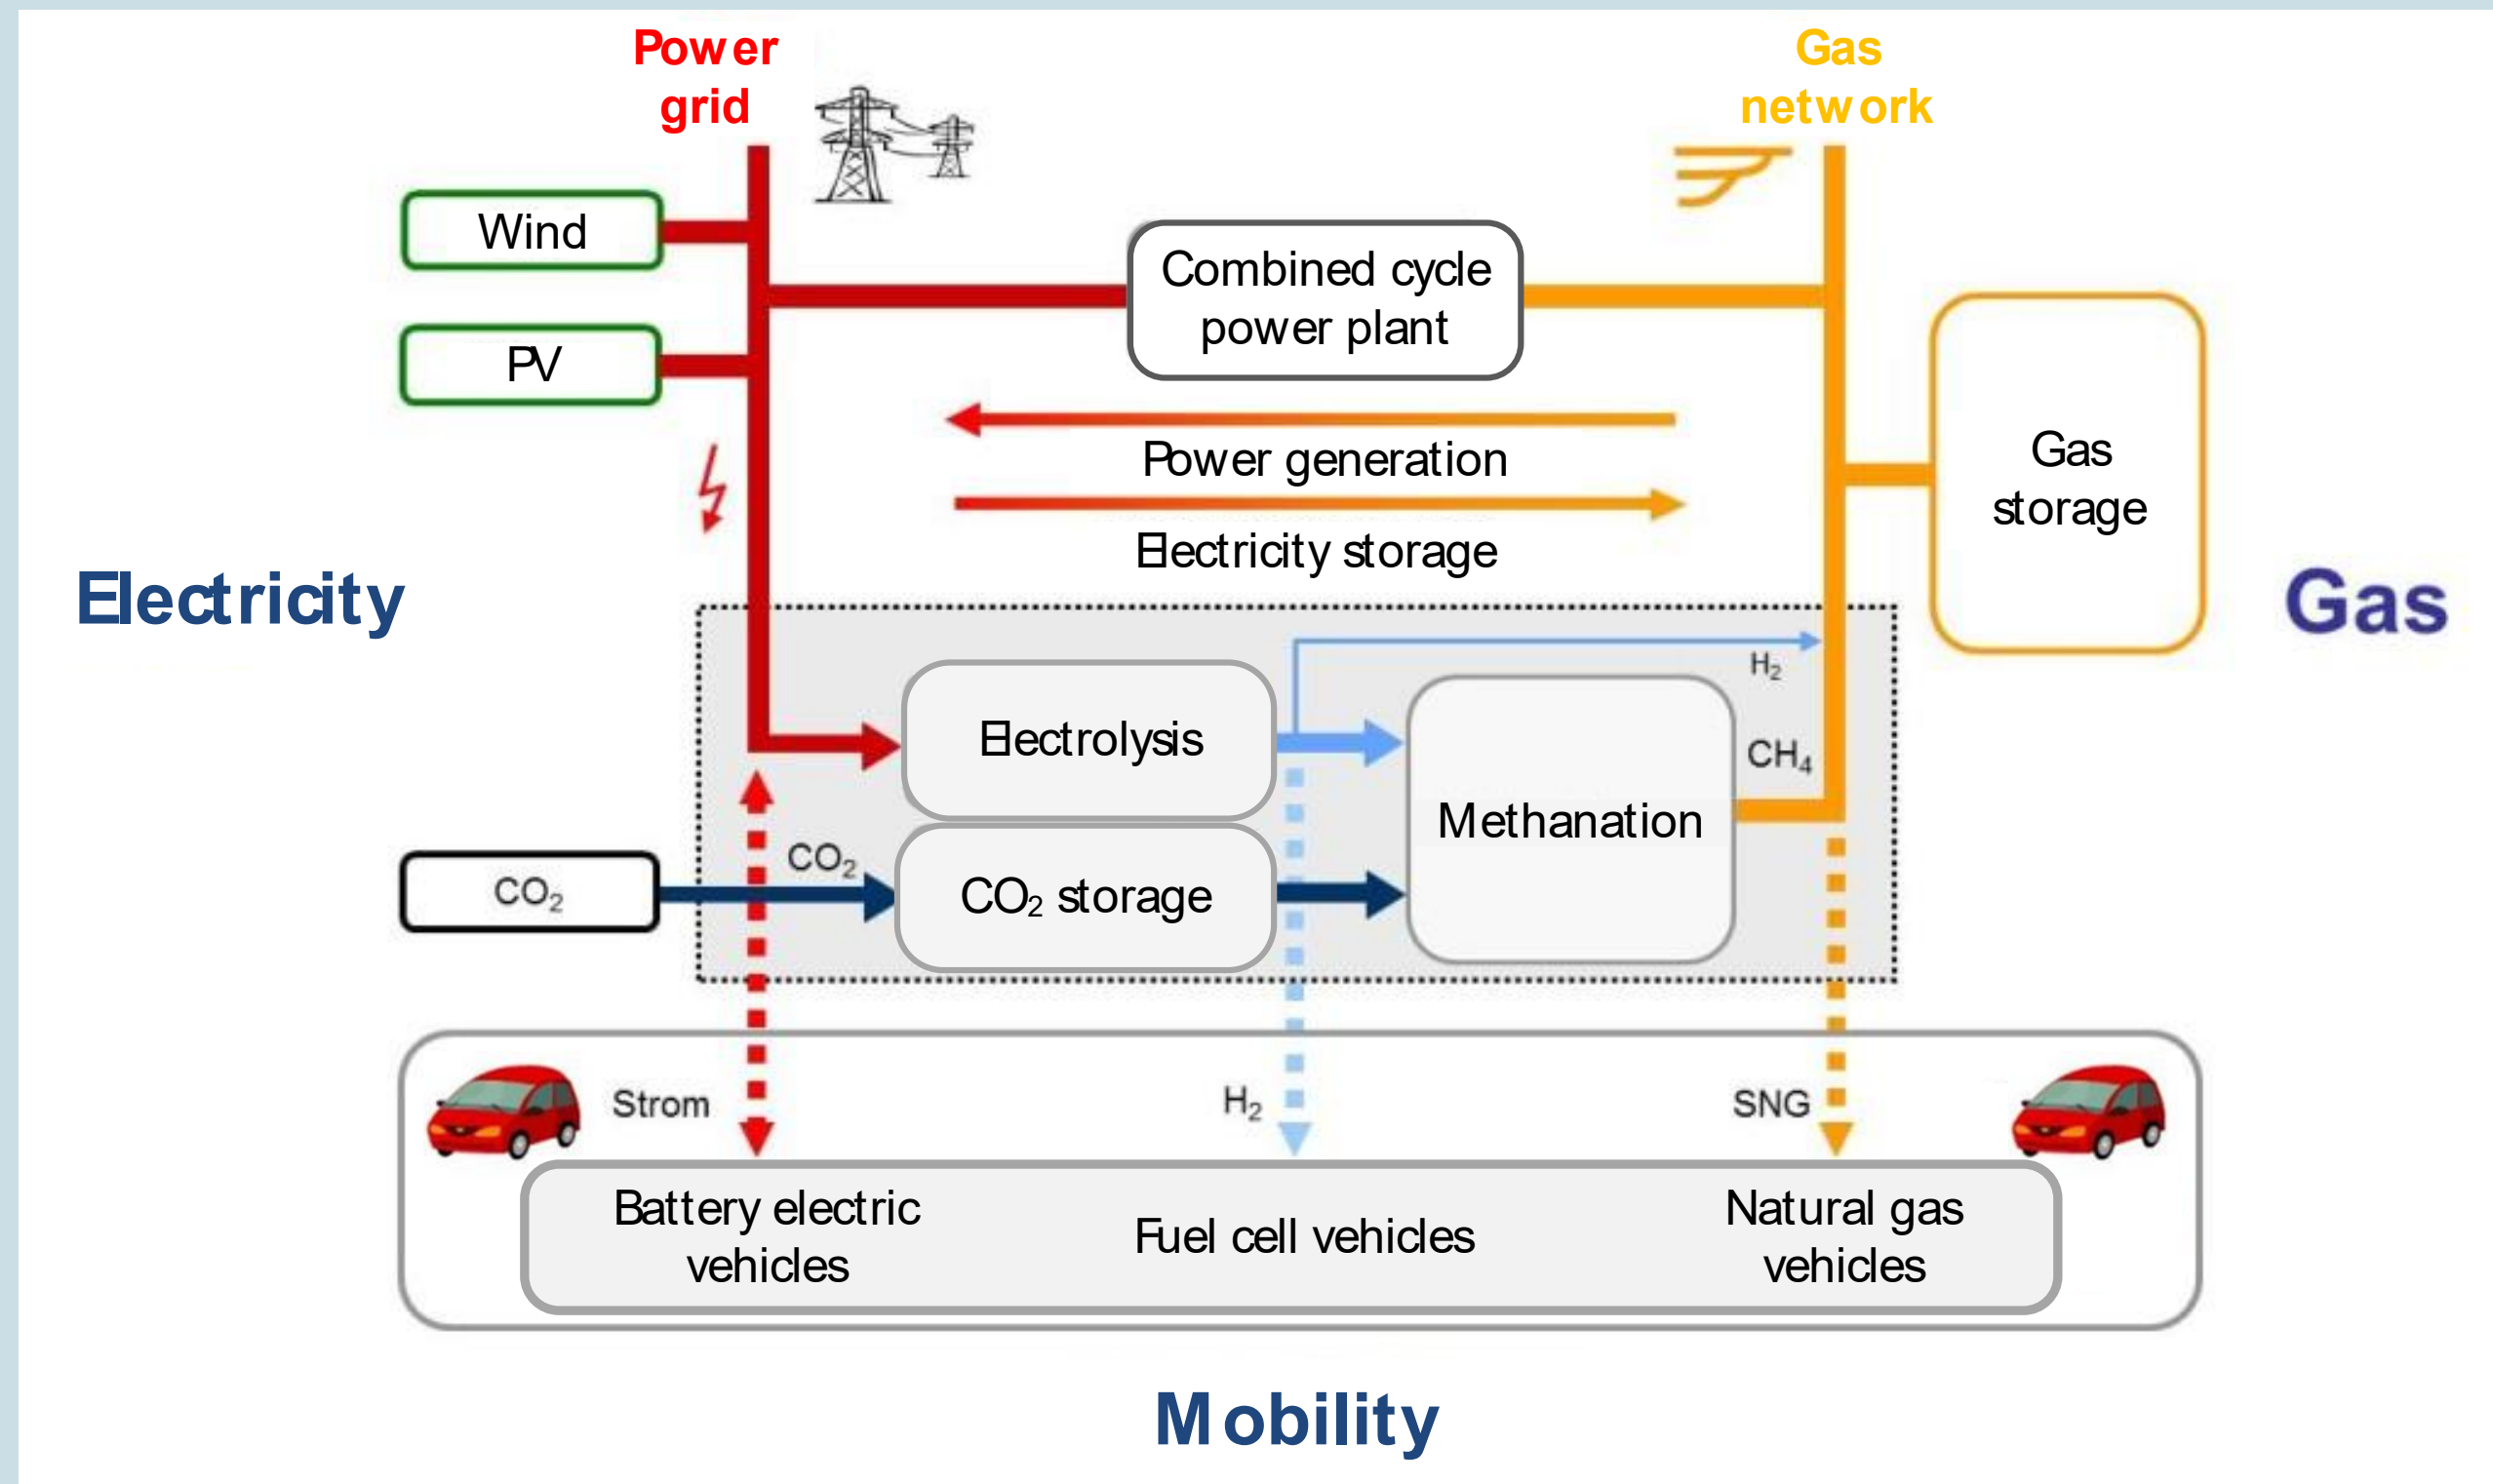 Power
grid
Gas
network
Wind
Combined cycle
power plant
PV
Power generation
Gas
storage
Electricity storage
Electricity
Gas
H₂
Electrolysis
CH₄
Methanation
CO₂
CO₂
CO₂ storage
Strom
H₂
SNG
Battery electric
vehicles
Fuel cell vehicles
Natural gas
vehicles
Mobility